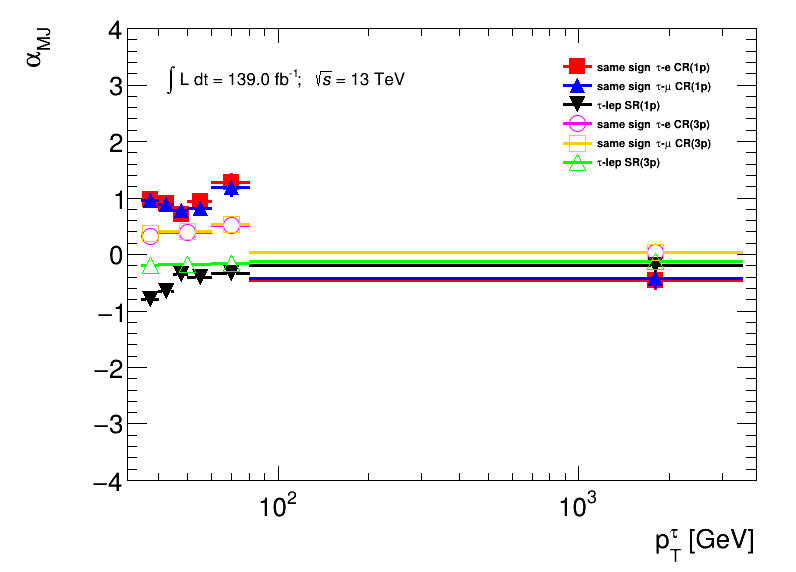 α_MJ
4
3
2
1
0
−1
−2
−3
−4
∫ L dt = 139.0 fb⁻¹; √s = 13 TeV
same sign τ-e CR(1p)
same sign τ-μ CR(1p)
τ-lep SR(1p)
same sign τ-e CR(3p)
same sign τ-μ CR(3p)
τ-lep SR(3p)
10² 10³
p_T^τ [GeV]